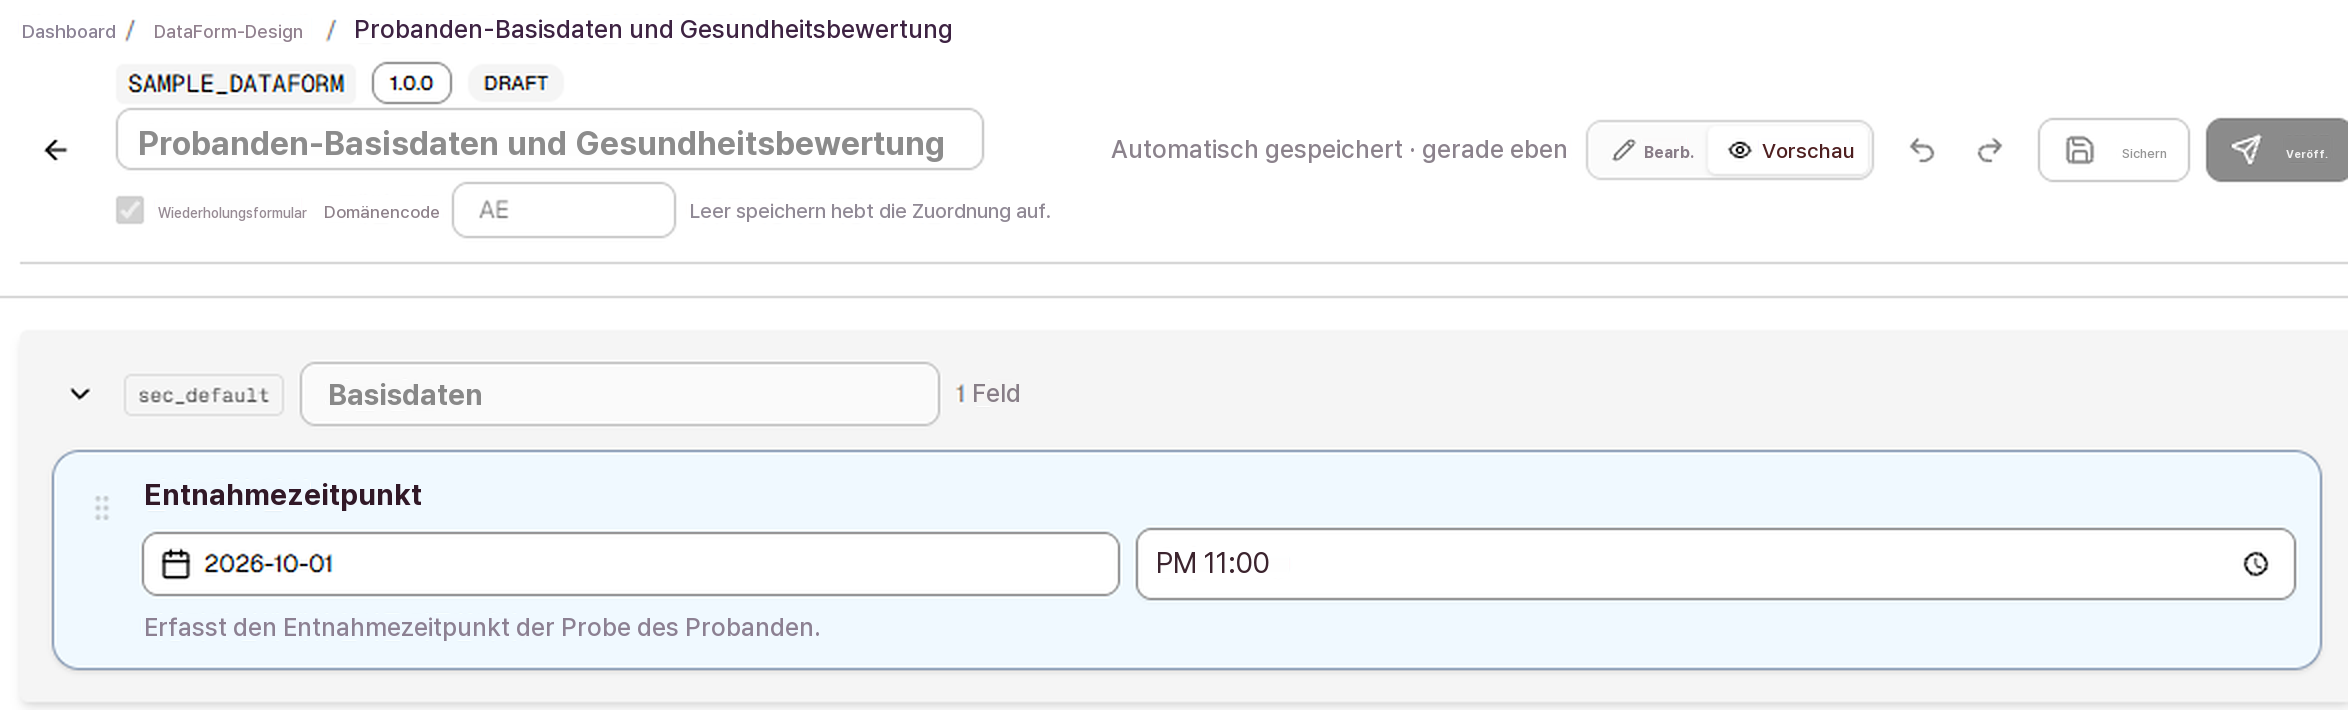 Dashboard / DataForm-Design / Probanden-Basisdaten und Gesundheitsbewertung
SAMPLE_DATAFORM 1.0.0 DRAFT
Probanden-Basisdaten und Gesundheitsbewertung
Automatisch gespeichert · gerade eben Bearb. Vorschau Sichern Veröff.
Wiederholungsformular Domänencode AE Leer speichern hebt die Zuordnung auf.
sec_default Basisdaten 1 Feld
Entnahmezeitpunkt
2026-10-01 PM 11:00
Erfasst den Entnahmezeitpunkt der Probe des Probanden.